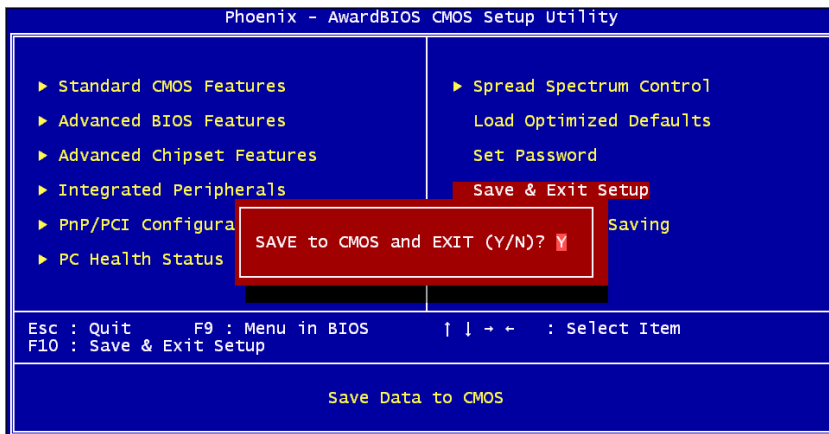 Phoenix - AwardBIOS CMOS Setup Utility
► Standard CMOS Features
► Advanced BIOS Features
► Advanced Chipset Features
► Integrated Peripherals
► PnP/PCI Configura
► PC Health Status
► Spread Spectrum Control
Load Optimized Defaults
Set Password
Save & Exit Setup
Saving
SAVE to CMOS and EXIT (Y/N)? Y
Esc : Quit F9 : Menu in BIOS ↑ ↓ → ← : Select Item
F10 : Save & Exit Setup
Save Data to CMOS